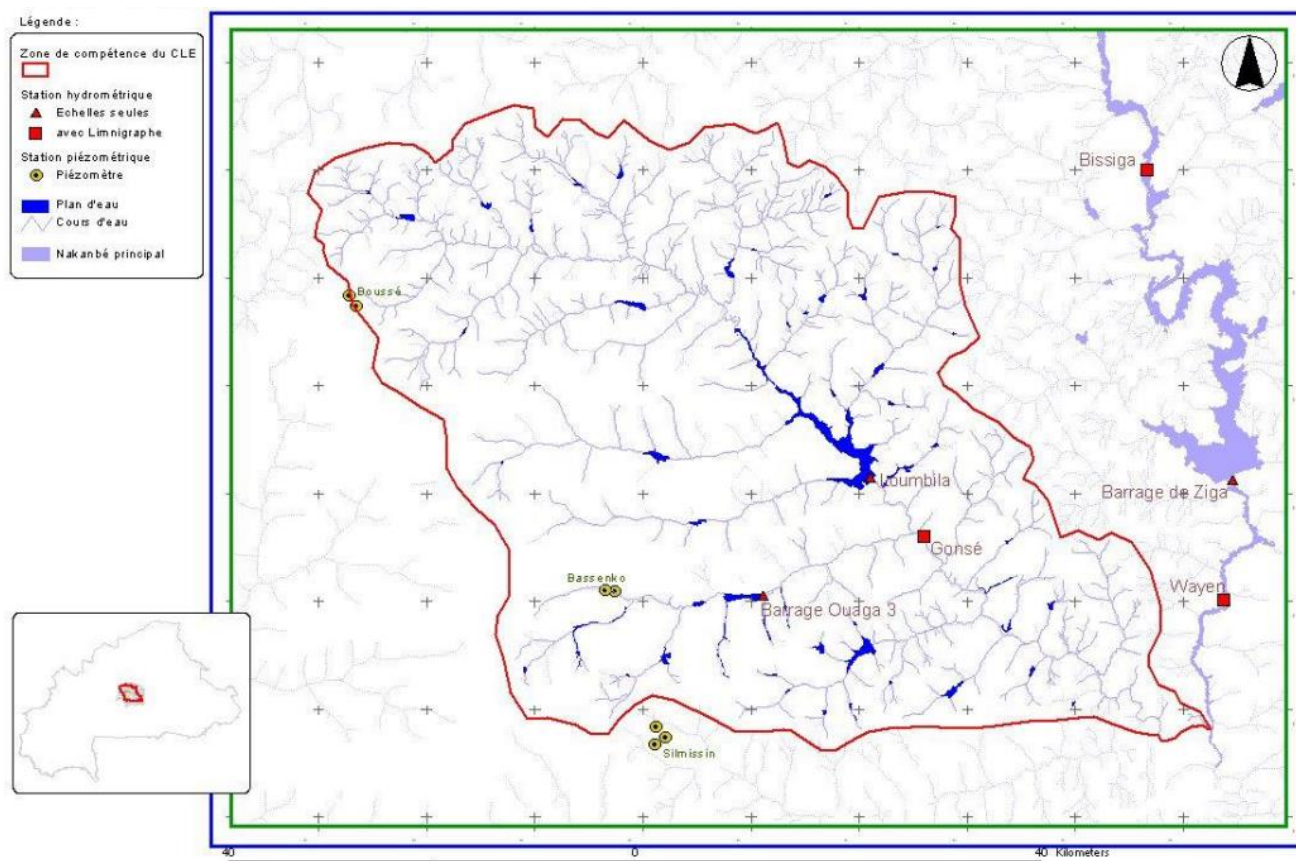 Légende :
Zone de compétence du CLE
Station hydrométrique
Echelles seules
avec Limnigraphe
Station piézométrique
Piézomètre
Plan d'eau
Cours d'eau
Nakanbé principal
Bissiga
Boussé
Loumbila
Barrage de Ziga
Gonsé
Bassenko
Wayen
Barrage Ouaga 3
Silmissin
40 0 40 Kilometers